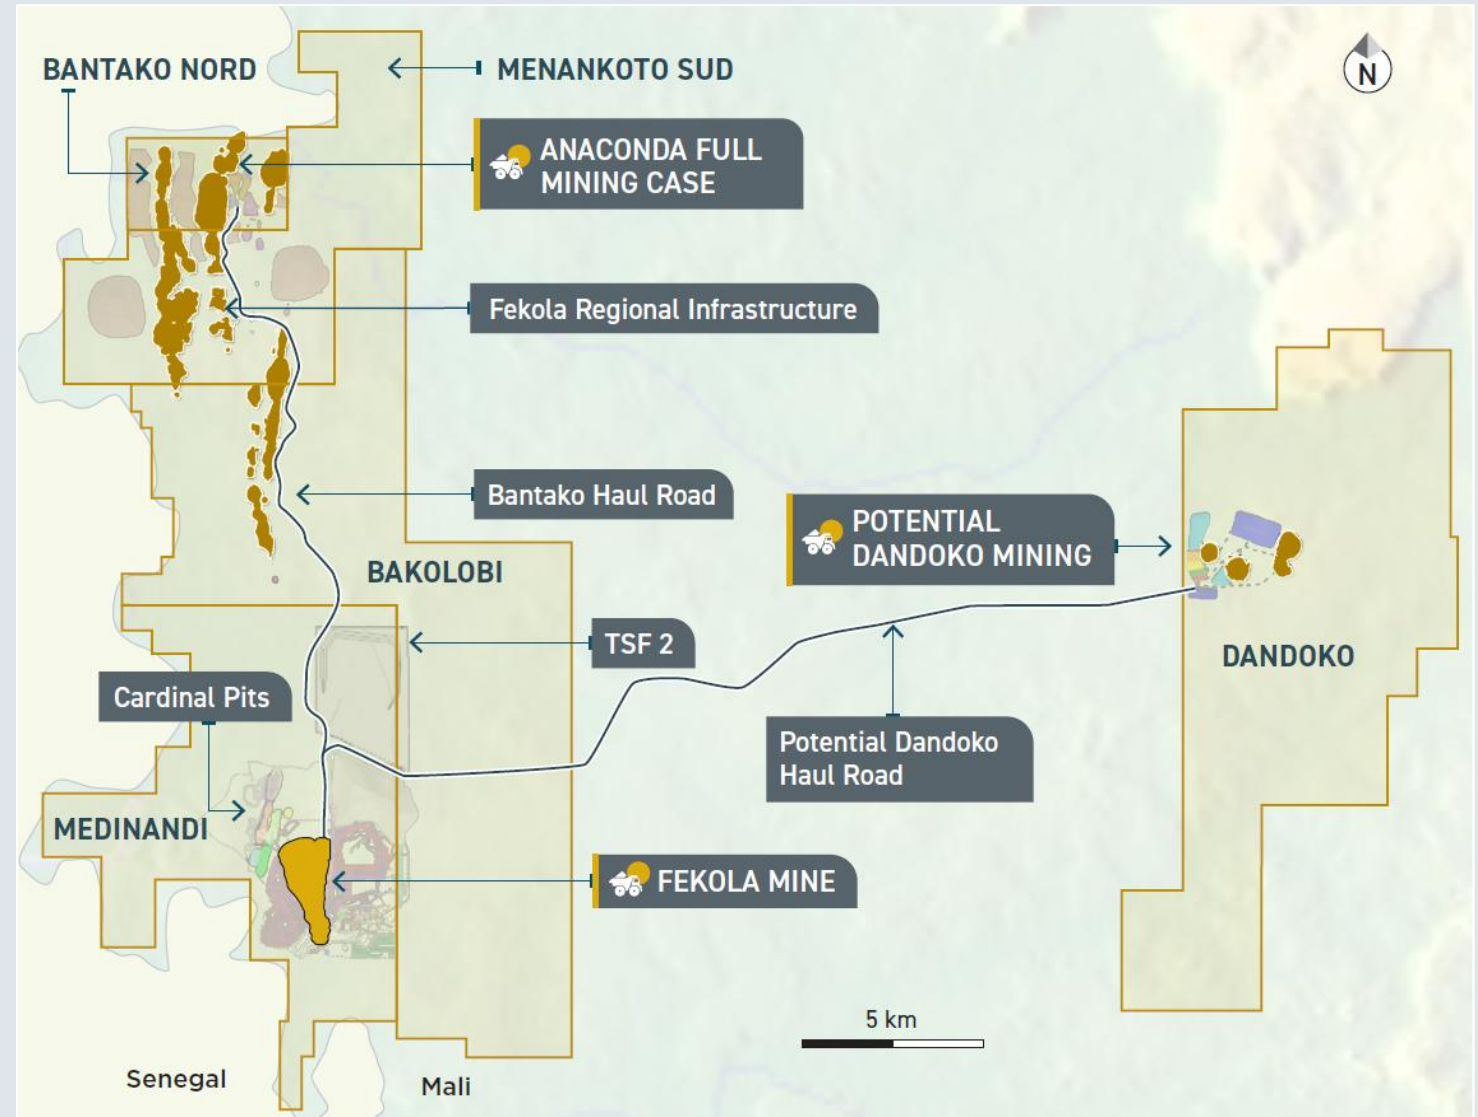 BANTAKO NORD
MENANKOTO SUD
N
ANACONDA FULL
MINING CASE
Fekola Regional Infrastructure
Bantako Haul Road
POTENTIAL
DANDOKO MINING
BAKOLOBI
TSF 2
DANDOKO
Cardinal Pits
Potential Dandoko
Haul Road
MEDINANDI
FEKOLA MINE
5 km
Senegal
Mali